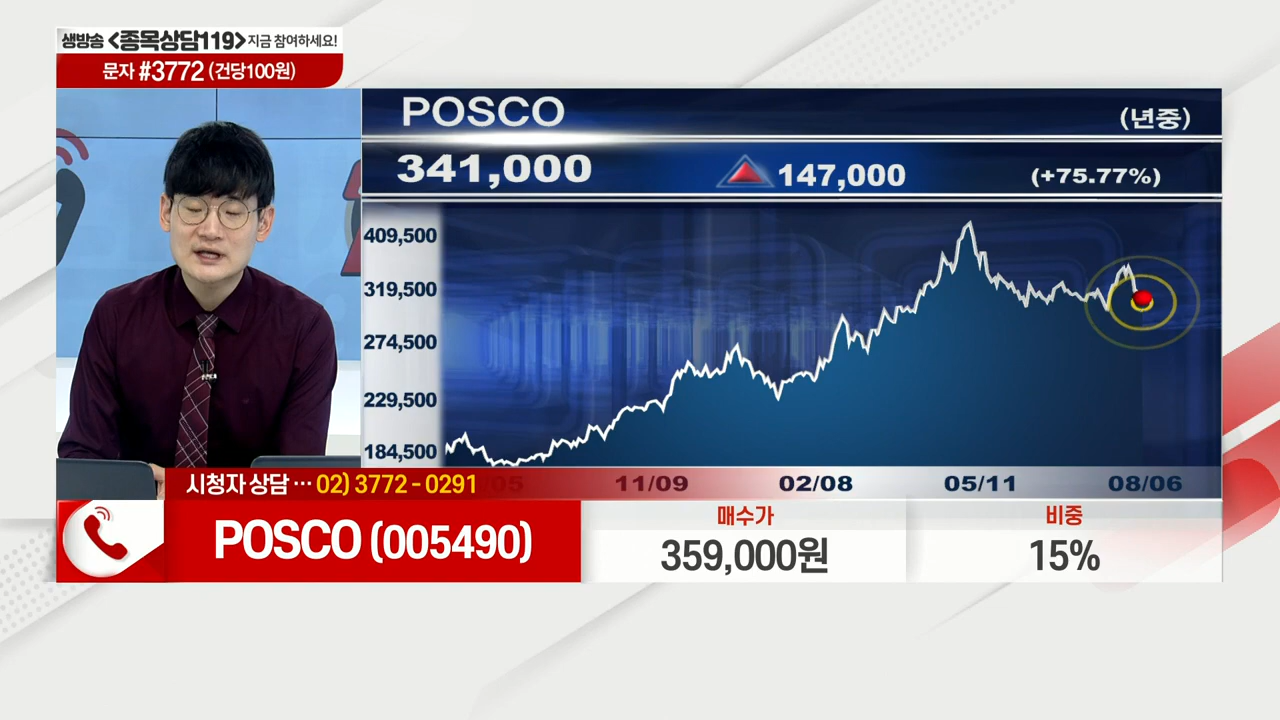 생방송 <종목상담119> 지금 참여하세요!
문자 #3772 (건당100원)
POSCO (년중)
341,000 147,000 (+75.77%)
409,500
319,500
274,500
229,500
184,500
11/09 02/08 05/11 08/06
시청자 상담 … 02) 3772 - 0291
POSCO (005490)
매수가 비중
359,000원 15%